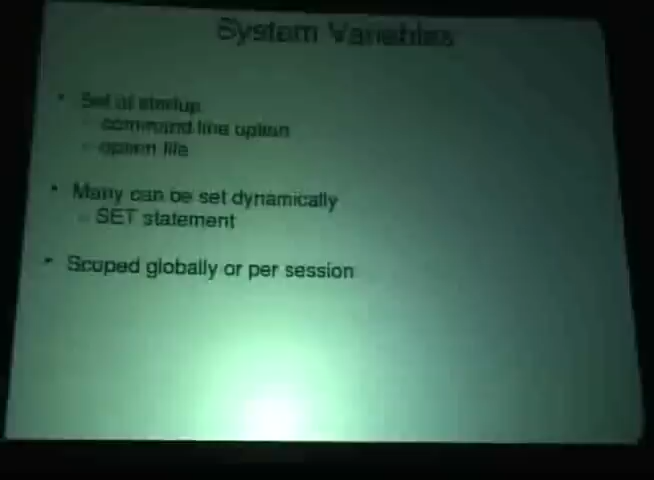 System Variables
• Set at startup
– command line option
– option file
• Many can be set dynamically
– SET statement
• Scoped globally or per session